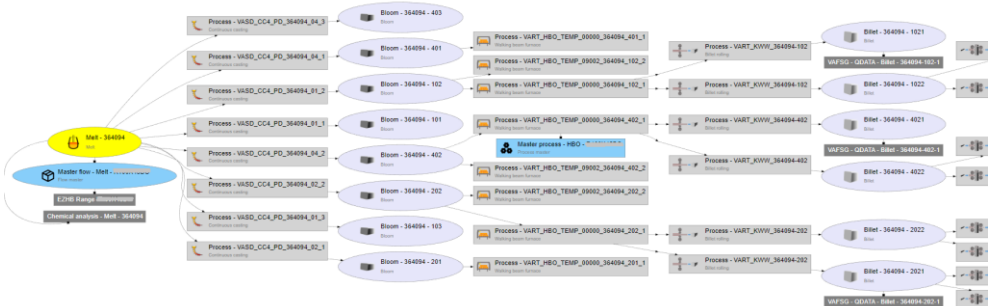 Melt - 364094
Melt
Master flow - Melt -
Flow master
EZHB Range
Chemical analysis - Melt - 364094
Process - VASD_CC4_PD_364094_04_3
Continuous casting
Process - VASD_CC4_PD_364094_04_1
Continuous casting
Process - VASD_CC4_PD_364094_01_2
Continuous casting
Process - VASD_CC4_PD_364094_01_1
Continuous casting
Process - VASD_CC4_PD_364094_04_2
Continuous casting
Process - VASD_CC4_PD_364094_02_2
Continuous casting
Process - VASD_CC4_PD_364094_01_3
Continuous casting
Process - VASD_CC4_PD_364094_02_1
Continuous casting
Bloom - 364094 - 403
Bloom
Bloom - 364094 - 401
Bloom
Bloom - 364094 - 102
Bloom
Bloom - 364094 - 101
Bloom
Bloom - 364094 - 402
Bloom
Bloom - 364094 - 202
Bloom
Bloom - 364094 - 103
Bloom
Bloom - 364094 - 201
Bloom
Process - VART_HBO_TEMP_00000_364094_401_1
Walking beam furnace
Process - VART_HBO_TEMP_09002_364094_102_2
Walking beam furnace
Process - VART_HBO_TEMP_00000_364094_102_1
Walking beam furnace
Process - VART_HBO_TEMP_00000_364094_402_1
Walking beam furnace
Master process - HBO -
Process master
Process - VART_HBO_TEMP_09002_364094_402_2
Walking beam furnace
Process - VART_HBO_TEMP_09002_364094_202_2
Walking beam furnace
Process - VART_HBO_TEMP_00000_364094_202_1
Walking beam furnace
Process - VART_HBO_TEMP_00000_364094_201_1
Walking beam furnace
Process - VART_KWW_364094-102
Billet rolling
Process - VART_KWW_364094-102
Billet rolling
Process - VART_KWW_364094-402
Billet rolling
Process - VART_KWW_364094-402
Billet rolling
Process - VART_KWW_364094-202
Billet rolling
Process - VART_KWW_364094-202
Billet rolling
Billet - 364094 - 1021
Billet
VAFSG - QDATA - Billet - 364094-102-1
Billet - 364094 - 1022
Billet
Billet - 364094 - 4021
Billet
VAFSG - QDATA - Billet - 364094-402-1
Billet - 364094 - 4022
Billet
Billet - 364094 - 2022
Billet
Billet - 364094 - 2021
Billet
VAFSG - QDATA - Billet - 364094-202-1